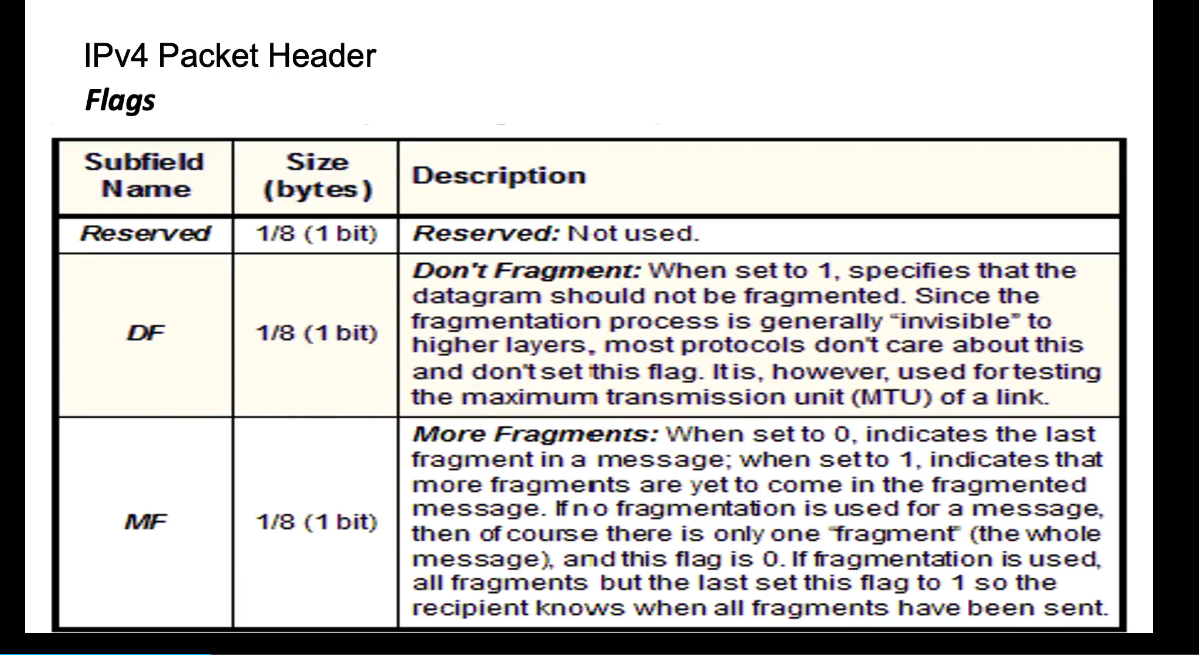 IPv4 Packet Header
Flags
Subfield Name
Size (bytes)
Description
Reserved
1/8 (1 bit)
Reserved: Not used.
DF
1/8 (1 bit)
Don't Fragment: When set to 1, specifies that the
datagram should not be fragmented. Since the
fragmentation process is generally “invisible” to
higher layers, most protocols don't care about this
and don't set this flag. It is, however, used for testing
the maximum transmission unit (MTU) of a link.
MF
1/8 (1 bit)
More Fragments: When set to 0, indicates the last
fragment in a message; when set to 1, indicates that
more fragments are yet to come in the fragmented
message. If no fragmentation is used for a message,
then of course there is only one “fragment” (the whole
message), and this flag is 0. If fragmentation is used,
all fragments but the last set this flag to 1 so the
recipient knows when all fragments have been sent.